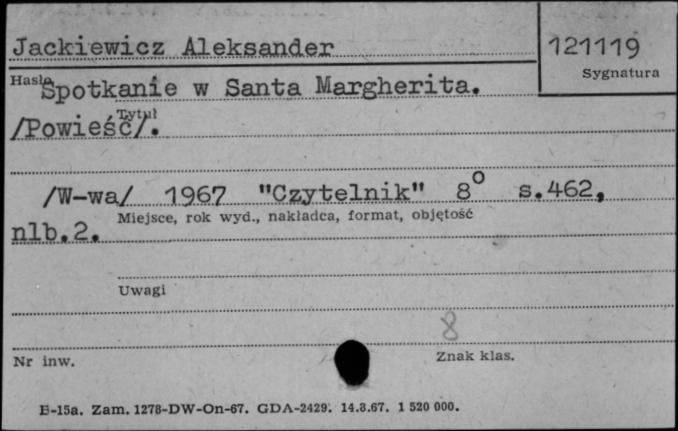 Jackiewicz Aleksander
121119
Hasło
Sygnatura
Spotkanie w Santa Margherita.
Tytuł
/Powieść/.
/W-wa/ 1967 "Czytelnik" 8° s.462,
Miejsce, rok wyd., nakładca, format, objętość
nlb.2.
Uwagi
8
Nr inw.
Znak klas.
E-15a. Zam. 1278-DW-On-67. GDA-2429. 14.8.67. 1 520 000.